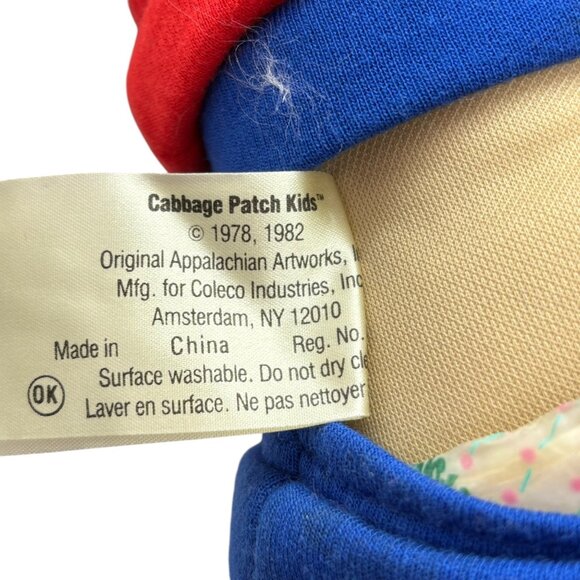 Cabbage Patch Kids™
© 1978, 1982
Original Appalachian Artworks,
Mfg. for Coleco Industries, Inc
Amsterdam, NY 12010
Made in China Reg. No.
OK Surface washable. Do not dry
Laver en surface. Ne pas nettoyer